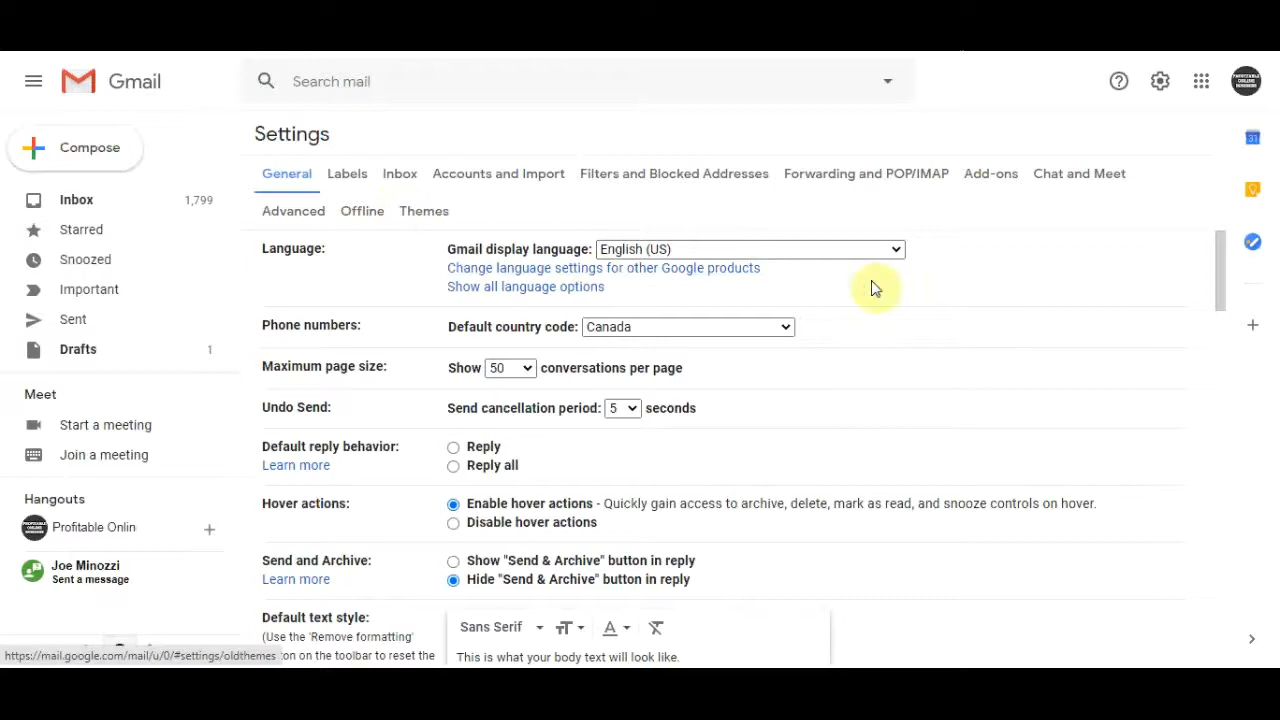 Gmail
Search mail
Compose
Inbox 1,799
Starred
Snoozed
Important
Sent
Drafts 1
Meet
Start a meeting
Join a meeting
Hangouts
Profitable Onlin
Joe Minozzi
Sent a message
Settings
General Labels Inbox Accounts and Import Filters and Blocked Addresses Forwarding and POP/IMAP Add-ons Chat and Meet
Advanced Offline Themes
Language: Gmail display language: English (US)
Change language settings for other Google products
Show all language options
Phone numbers: Default country code: Canada
Maximum page size: Show 50 conversations per page
Undo Send: Send cancellation period: 5 seconds
Default reply behavior: Reply
Learn more Reply all
Hover actions: Enable hover actions - Quickly gain access to archive, delete, mark as read, and snooze controls on hover.
Disable hover actions
Send and Archive: Show "Send & Archive" button in reply
Learn more Hide "Send & Archive" button in reply
Default text style: Sans Serif
(Use the 'Remove formatting'
on on the toolbar to reset the This is what your body text will look like.
https://mail.google.com/mail/u/0/#settings/oldthemes
31